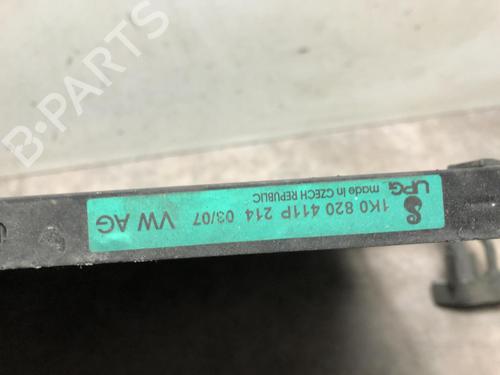 B-PARTS
UPG
made in CZECH REPUBLIC
1K0 820 411P 214 03/07 VW AG